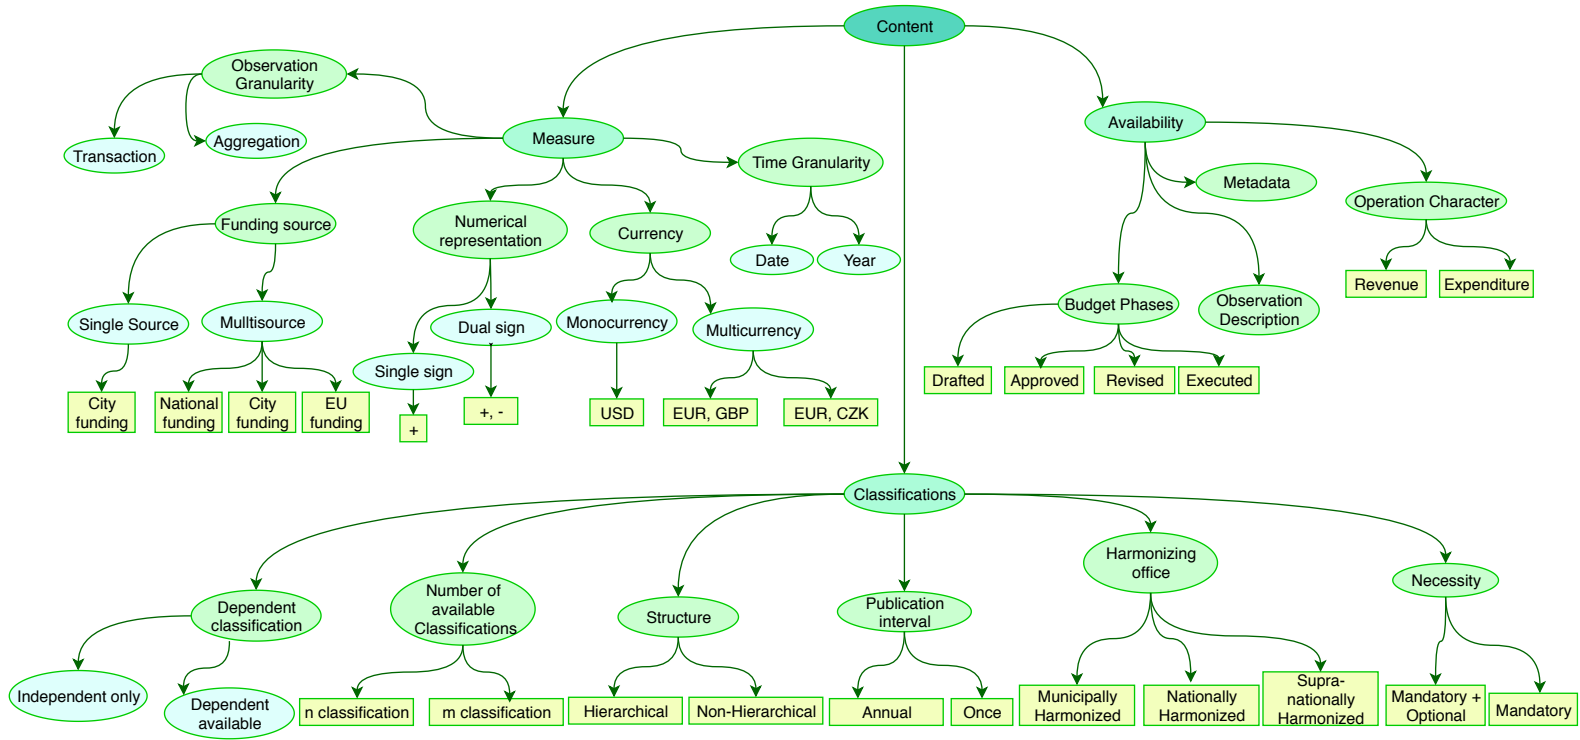 Content
Observation
Granularity
Transaction
Aggregation
Measure
Time Granularity
Availability
Metadata
Operation Character
Funding source
Numerical
representation
Currency
Date
Year
Revenue
Expenditure
Single Source
Mulltisource
Dual sign
Single sign
Monocurrency
Multicurrency
Budget Phases
Observation
Description
City
funding
National
funding
City
funding
EU
funding
+
+, -
USD
EUR, GBP
EUR, CZK
Drafted
Approved
Revised
Executed
Classifications
Dependent
classification
Number of
available
Classifications
Structure
Publication
interval
Harmonizing
office
Necessity
Independent only
Dependent
available
n classification
m classification
Hierarchical
Non-Hierarchical
Annual
Once
Municipally
Harmonized
Nationally
Harmonized
Supra-
nationally
Harmonized
Mandatory +
Optional
Mandatory